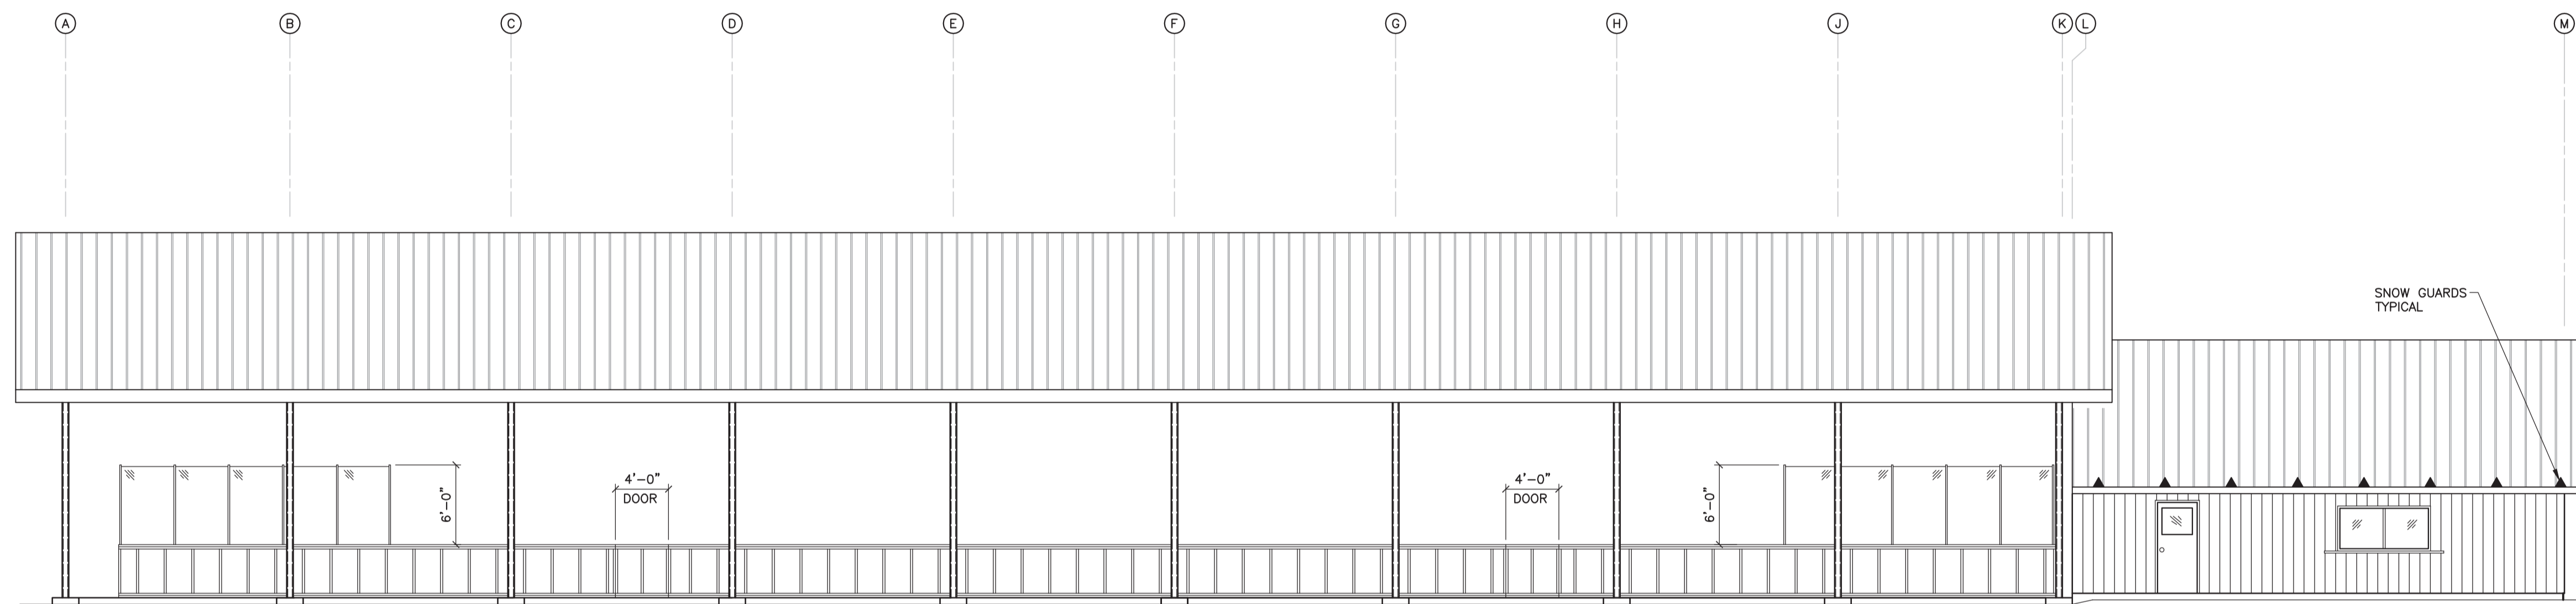 A
B
C
D
E
F
G
H
J
K
L
M
SNOW GUARDS
TYPICAL
6'-0"
4'-0"
DOOR
4'-0"
DOOR
6'-0"